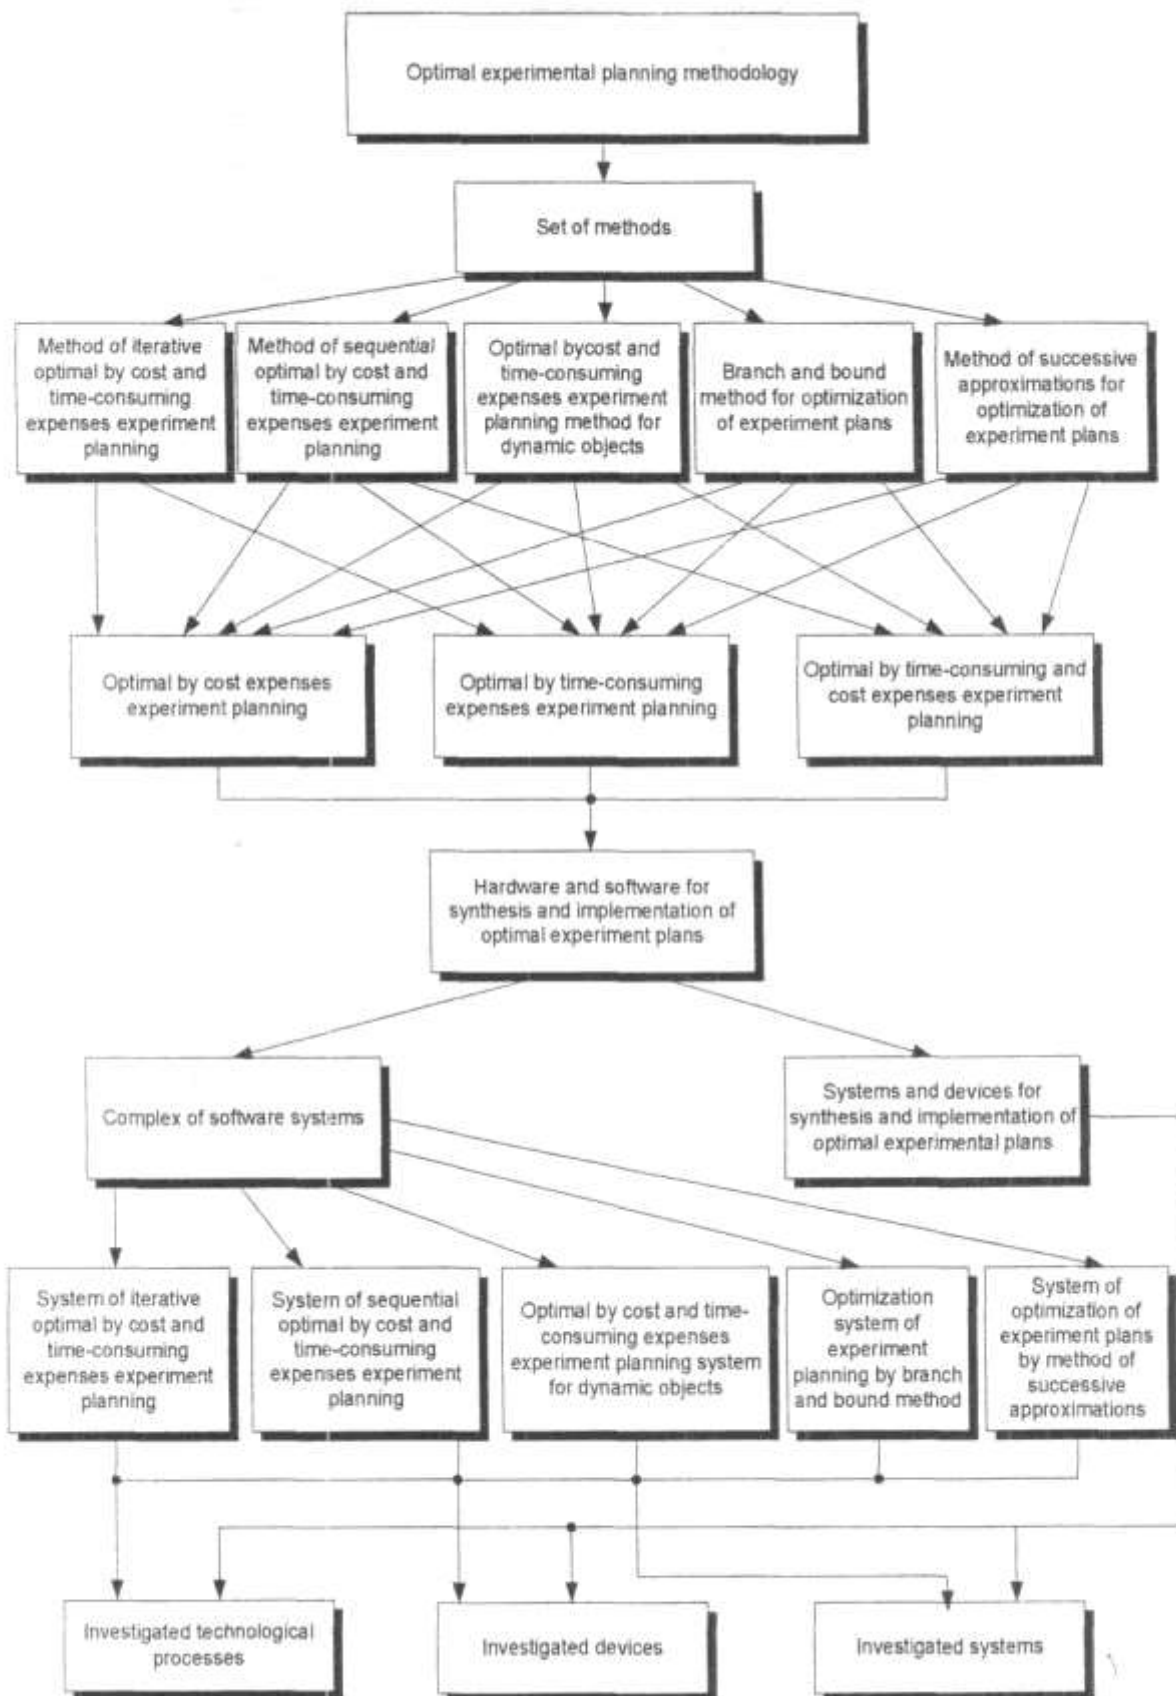 Optimal experimental planning methodology
Set of methods
Method of iterative
optimal by cost and
time-consuming
expenses experiment
planning
Method of sequential
optimal by cost and
time-consuming
expenses experiment
planning
Optimal bycost and
time-consuming
expenses experiment
planning method for
dynamic objects
Branch and bound
method for optimization
of experiment plans
Method of successive
approximations for
optimization of
experiment plans
Optimal by cost expenses
experiment planning
Optimal by time-consuming
expenses experiment planning
Optimal by time-consuming and
cost expenses experiment
planning
Hardware and software for
synthesis and implementation of
optimal experiment plans
Complex of software systems
Systems and devices for
synthesis and implementation of
optimal experimental plans
System of iterative
optimal by cost and
time-consuming
expenses experiment
planning
System of sequential
optimal by cost and
time-consuming
expenses experiment
planning
Optimal by cost and time-
consuming expenses
experiment planning system
for dynamic objects
Optimization
system of
experiment
planning by branch
and bound method
System of
optimization of
experiment plans
by method of
successive
approximations
Investigated technological
processes
Investigated devices
Investigated systems